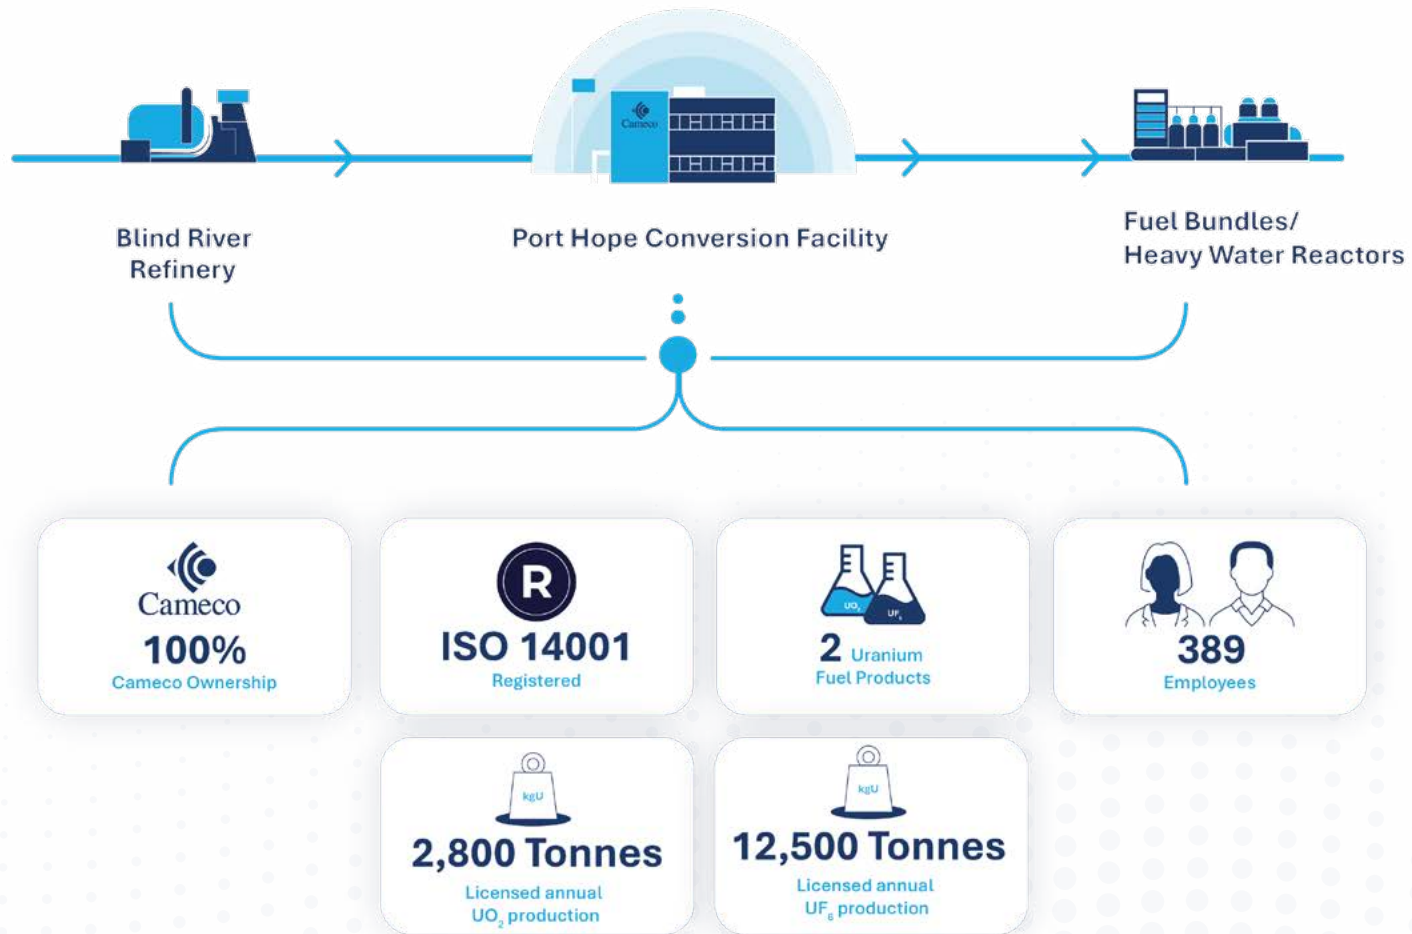 Cameco
Blind River
Refinery
Port Hope Conversion Facility
Fuel Bundles/
Heavy Water Reactors
Cameco
100%
Cameco Ownership
R
ISO 14001
Registered
UO₂
UF₆
2 Uranium
Fuel Products
389
Employees
kgU
2,800 Tonnes
Licensed annual
UO₂ production
kgU
12,500 Tonnes
Licensed annual
UF₆ production